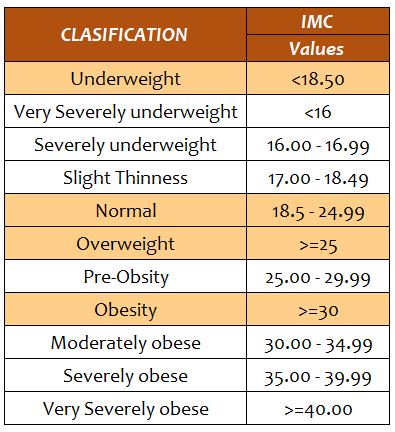 CLASIFICATION IMC
Values
Underweight <18.50
Very Severely underweight <16
Severely underweight 16.00 - 16.99
Slight Thinness 17.00 - 18.49
Normal 18.5 - 24.99
Overweight >=25
Pre-Obsity 25.00 - 29.99
Obesity >=30
Moderately obese 30.00 - 34.99
Severely obese 35.00 - 39.99
Very Severely obese >=40.00